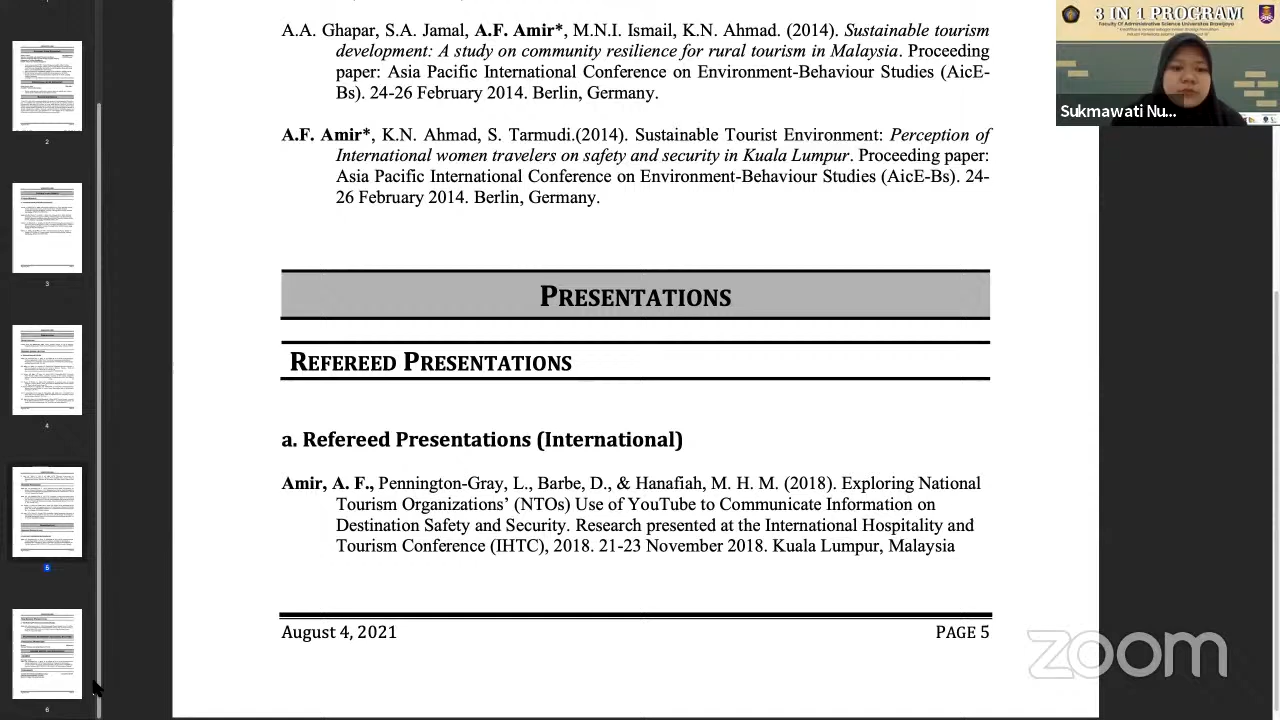 A.A. Ghapar, S.A. Jamal, A.F. Amir*, M.N.I. Ismail, K.N. Ahmad. (2014). Sustainable tourism
development: A study on community resilience for rural tourism in Malaysia. Proceeding
paper: Asia Pacific International Conference on Environment-Behaviour Studies (AicE-
Bs). 24-26 February 2014. Berlin, Germany.
A.F. Amir*, K.N. Ahmad, S. Tamuri.(2014). Sustainable Tourist Environment: Perception of
International women travelers on safety and security in Kuala Lumpur. Proceeding paper:
Asia Pacific International Conference on Environment-Behaviour Studies (AicE-Bs). 24-
26 February 2014. Berlin, Germany.
PRESENTATIONS
REFEREED PRESENTATIONS
a. Refereed Presentations (International)
Amir, A. F., Pennington-Gray, L., Barbe, D., & Hanafiah, M. H. M. (2018). Exploring National
Tourism Organizations' (NTOs) Use of YouTube to Communicate Information on
Destination Safety and Security. Research presented at the International Hospitality and
Tourism Conference (IHTC), 2018. 21-23 November 2018. Kuala Lumpur, Malaysia
August 4, 2021
PAGE 5
2
3
4
5
6
3 IN 1 PROGRAM
Faculty Of Administrative Science Universitas Brawijaya
Sukmawati Nu...
zoom